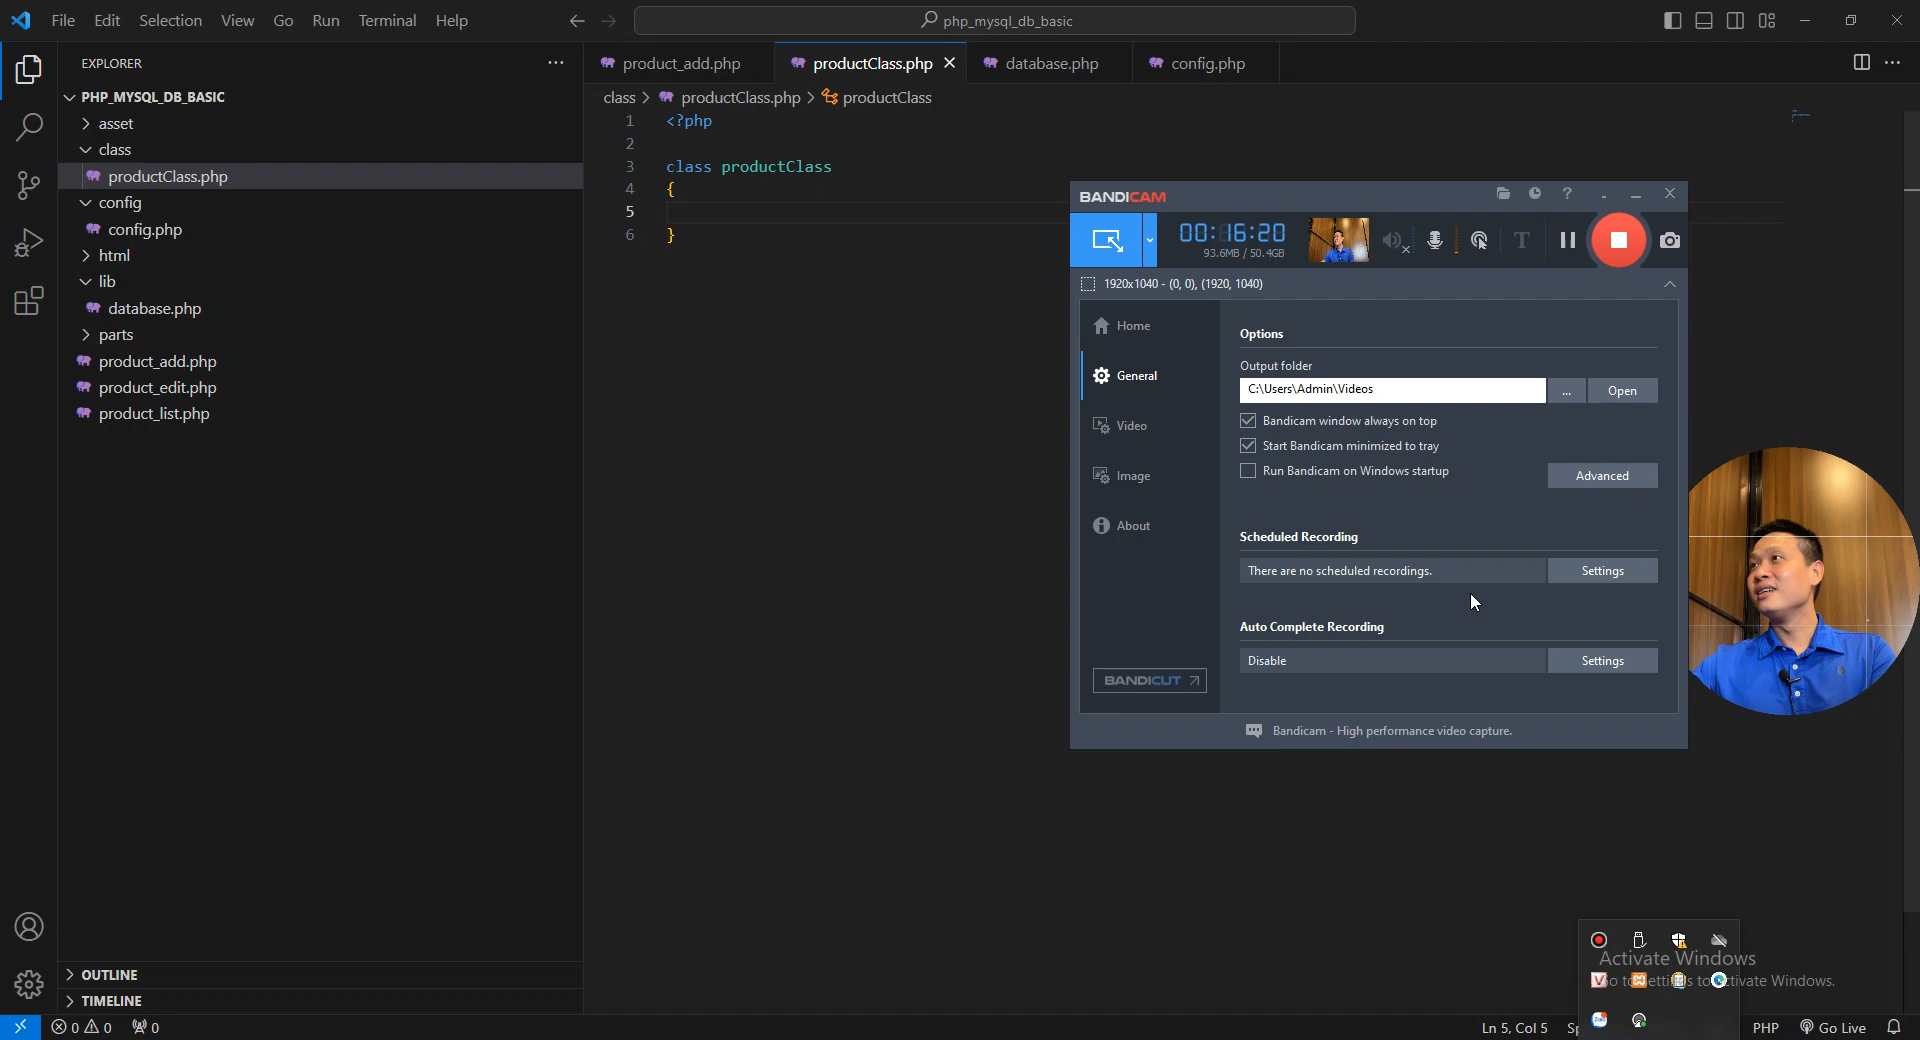 File Edit Selection View Go Run Terminal Help
php_mysql_db_basic
EXPLORER
PHP_MYSQL_DB_BASIC
asset
class
productClass.php
config
config.php
html
lib
database.php
parts
product_add.php
product_edit.php
product_list.php
OUTLINE
TIMELINE
product_add.php productClass.php database.php config.php
class > productClass.php > productClass
1 <?php
2
3 class productClass
4 {
5
6 }
BANDICAM
00:16:20
93.6MB / 50.4GB
1920x1040 - (0, 0), (1920, 1040)
Home
General
Video
Image
About
BANDICUT
Options
Output folder
C:\Users\Admin\Videos
... Open
Bandicam window always on top
Start Bandicam minimized to tray
Run Bandicam on Windows startup
Advanced
Scheduled Recording
There are no scheduled recordings. Settings
Auto Complete Recording
Disable Settings
Bandicam - High performance video capture.
Activate Windows
to activate Windows.
0 0 0
Ln 5, Col 5
PHP Go Live